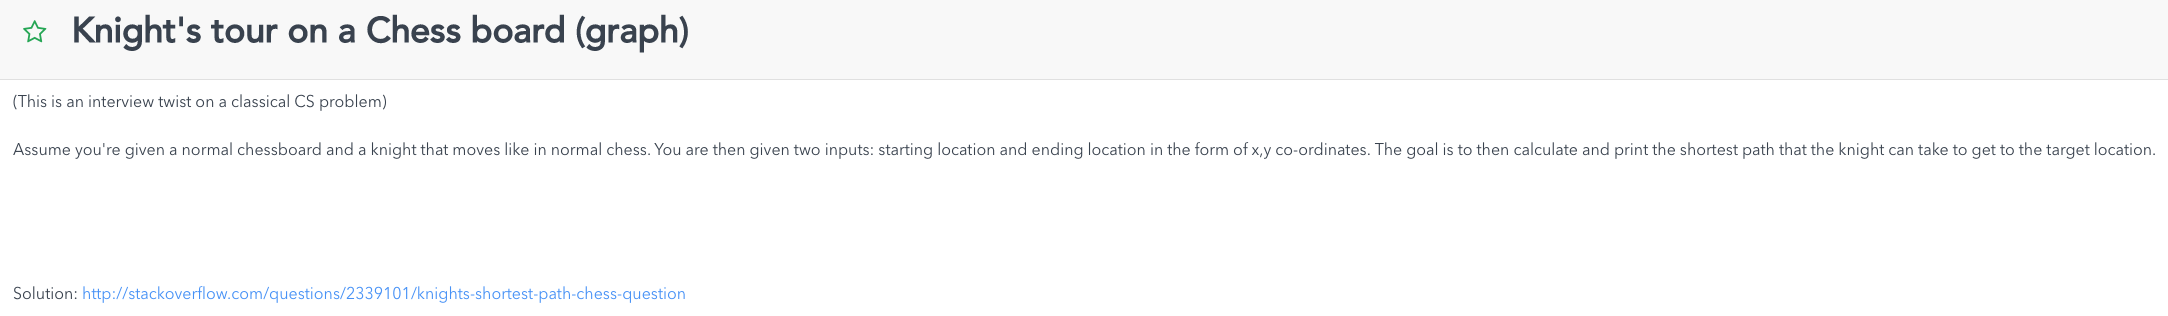 Knight's tour on a Chess board (graph)
(This is an interview twist on a classical CS problem)
Assume you're given a normal chessboard and a knight that moves like in normal chess. You are then given two inputs: starting location and ending location in the form of x,y co-ordinates. The goal is to then calculate and print the shortest path that the knight can take to get to the target location.
Solution: http://stackoverflow.com/questions/2339101/knights-shortest-path-chess-question